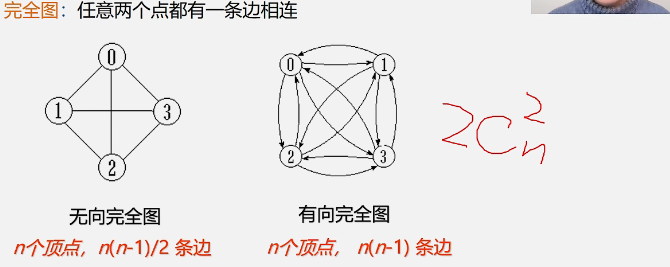 完全图：任意两个点都有一条边相连
0
1
3
2
0
1
2
3
2C²ₙ
无向完全图
有向完全图
n个顶点，n(n-1)/2 条边
n个顶点， n(n-1) 条边